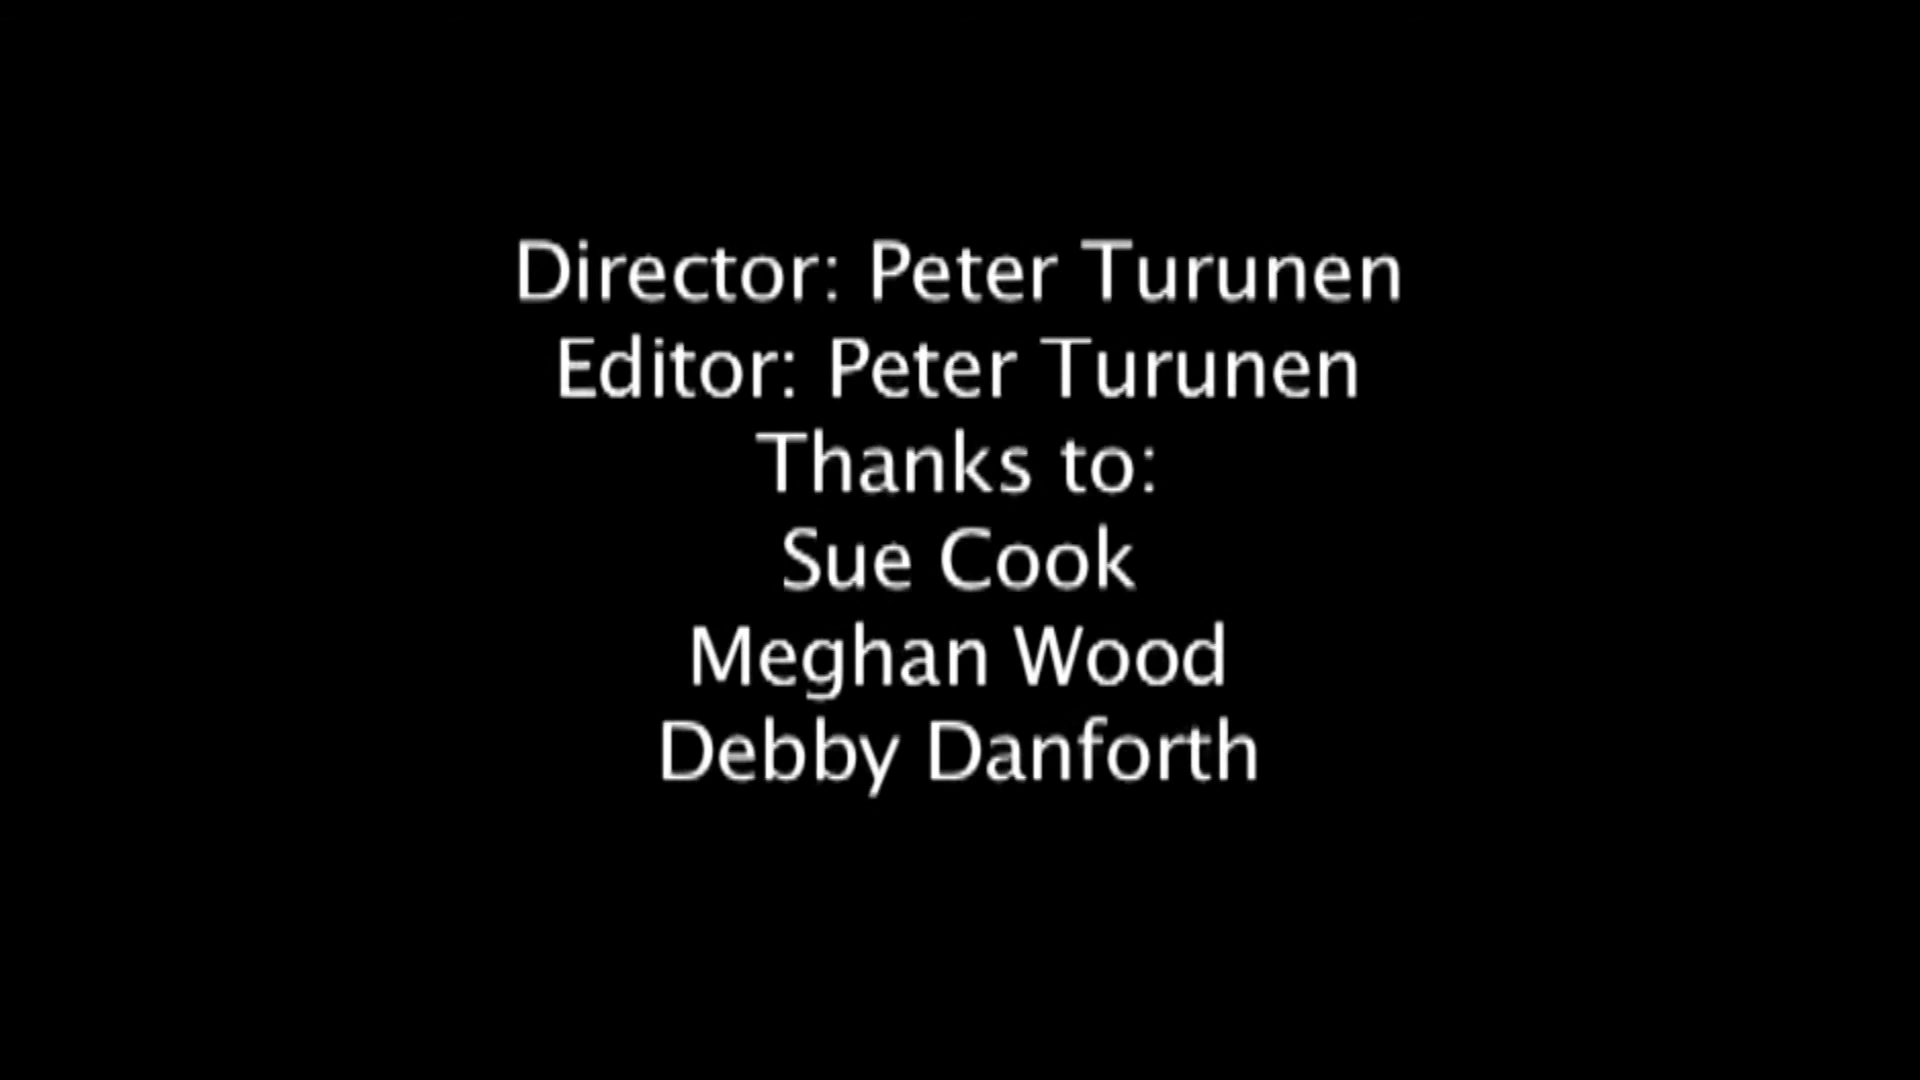 Director: Peter Turunen
Editor: Peter Turunen
Thanks to:
Sue Cook
Meghan Wood
Debby Danforth